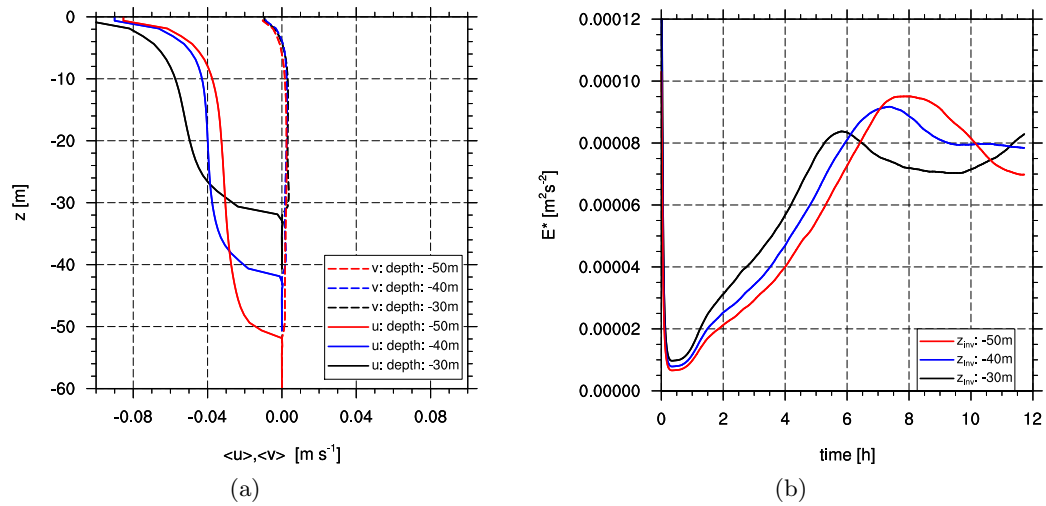 0
-10
-20
-30
-40
-50
-60
z [m]
-0.08
-0.04
0.00
0.04
0.08
<u>,<v> [m s⁻¹]
v: depth: -50m
v: depth: -40m
v: depth: -30m
u: depth: -50m
u: depth: -40m
u: depth: -30m
(a)
0.00012
0.00010
0.00008
0.00006
0.00004
0.00002
0.00000
E* [m²s⁻²]
0
2
4
6
8
10
12
time [h]
z_inv: -50m
z_inv: -40m
z_inv: -30m
(b)